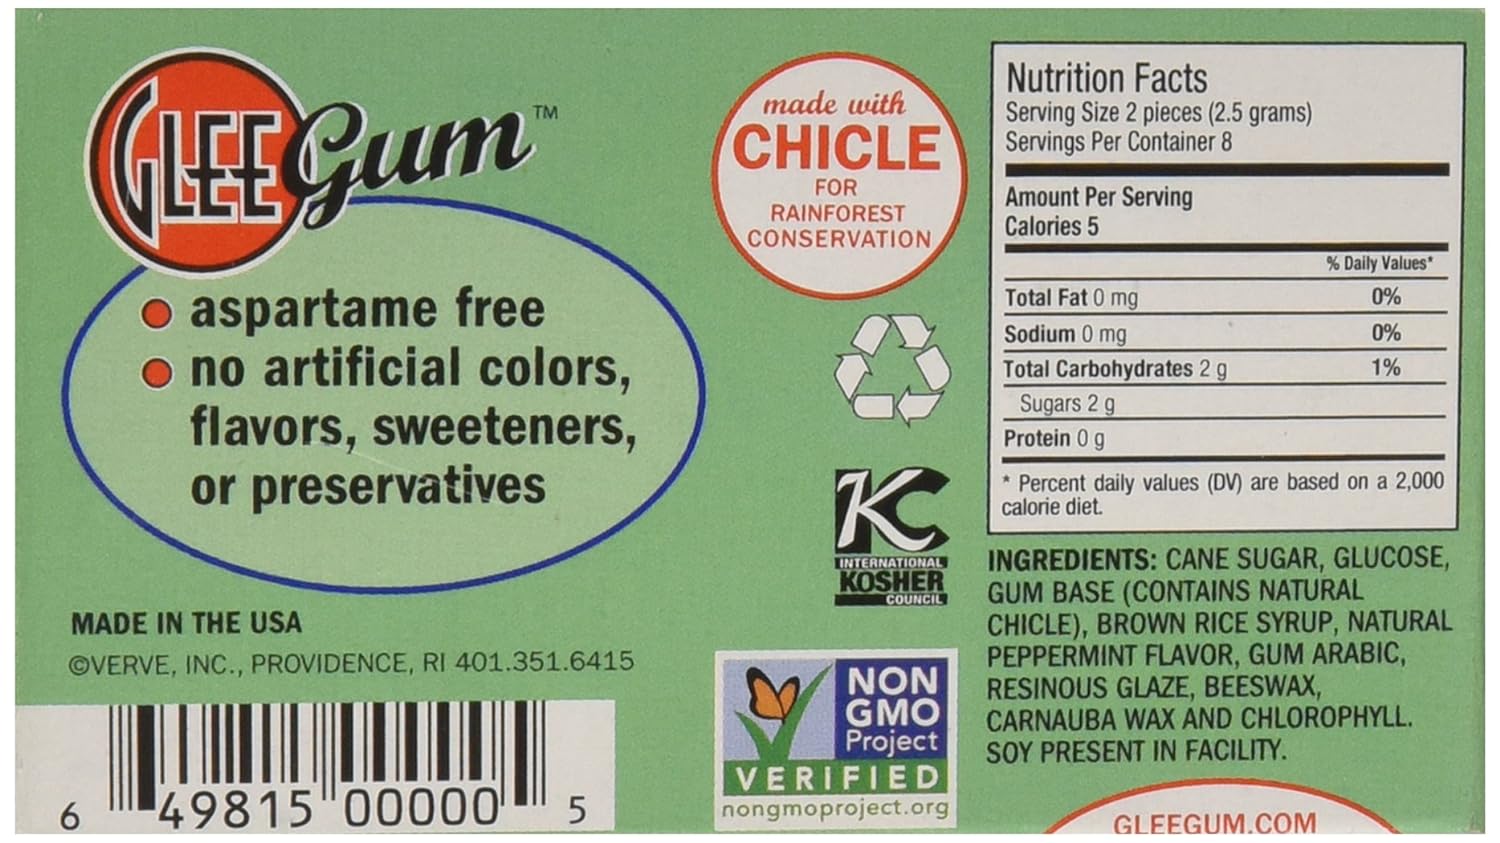 GLEE Gum™
aspartame free
no artificial colors,
flavors, sweeteners,
or preservatives
MADE IN THE USA
©VERVE, INC., PROVIDENCE, RI 401.351.6415
6 49815 00000 5
made with
CHICLE
FOR
RAINFOREST
CONSERVATION
KC
INTERNATIONAL
KOSHER
COUNCIL
NON
GMO
Project
VERIFIED
nongmoproject.org
Nutrition Facts
Serving Size 2 pieces (2.5 grams)
Servings Per Container 8
Amount Per Serving
Calories 5
% Daily Values*
Total Fat 0 mg 0%
Sodium 0 mg 0%
Total Carbohydrates 2 g 1%
Sugars 2 g
Protein 0 g
* Percent daily values (DV) are based on a 2,000
calorie diet.
INGREDIENTS: CANE SUGAR, GLUCOSE,
GUM BASE (CONTAINS NATURAL
CHICLE), BROWN RICE SYRUP, NATURAL
PEPPERMINT FLAVOR, GUM ARABIC,
RESINOUS GLAZE, BEESWAX,
CARNAUBA WAX AND CHLOROPHYLL.
SOY PRESENT IN FACILITY.
GLEEGUM.COM